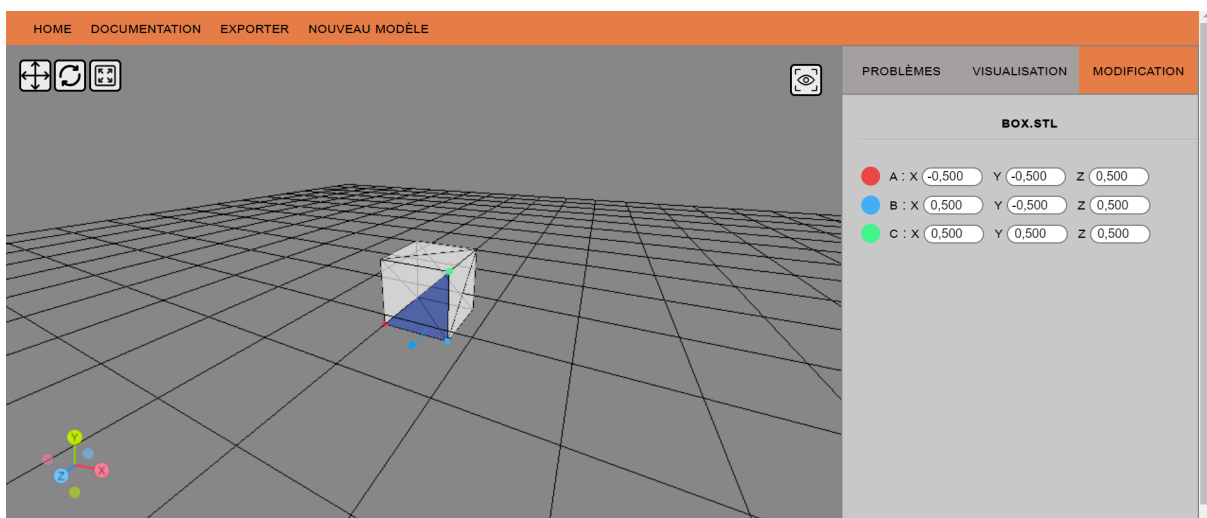 HOME DOCUMENTATION EXPORTER NOUVEAU MODÈLE
PROBLÈMES VISUALISATION MODIFICATION
BOX.STL
A : X -0,500 Y -0,500 Z 0,500
B : X 0,500 Y -0,500 Z 0,500
C : X 0,500 Y 0,500 Z 0,500
Y
X
Z